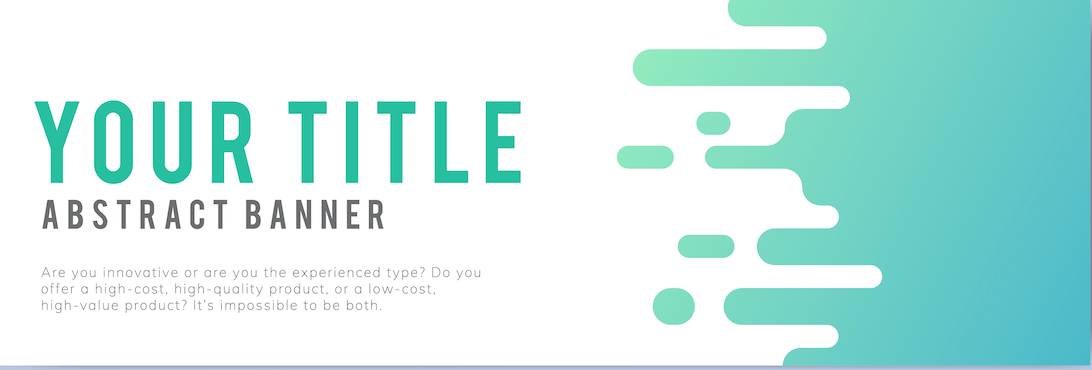 YOUR TITLE
ABSTRACT BANNER
Are you innovative or are you the experienced type? Do you
offer a high-cost, high-quality product, or a low-cost,
high-value product? It's impossible to be both.